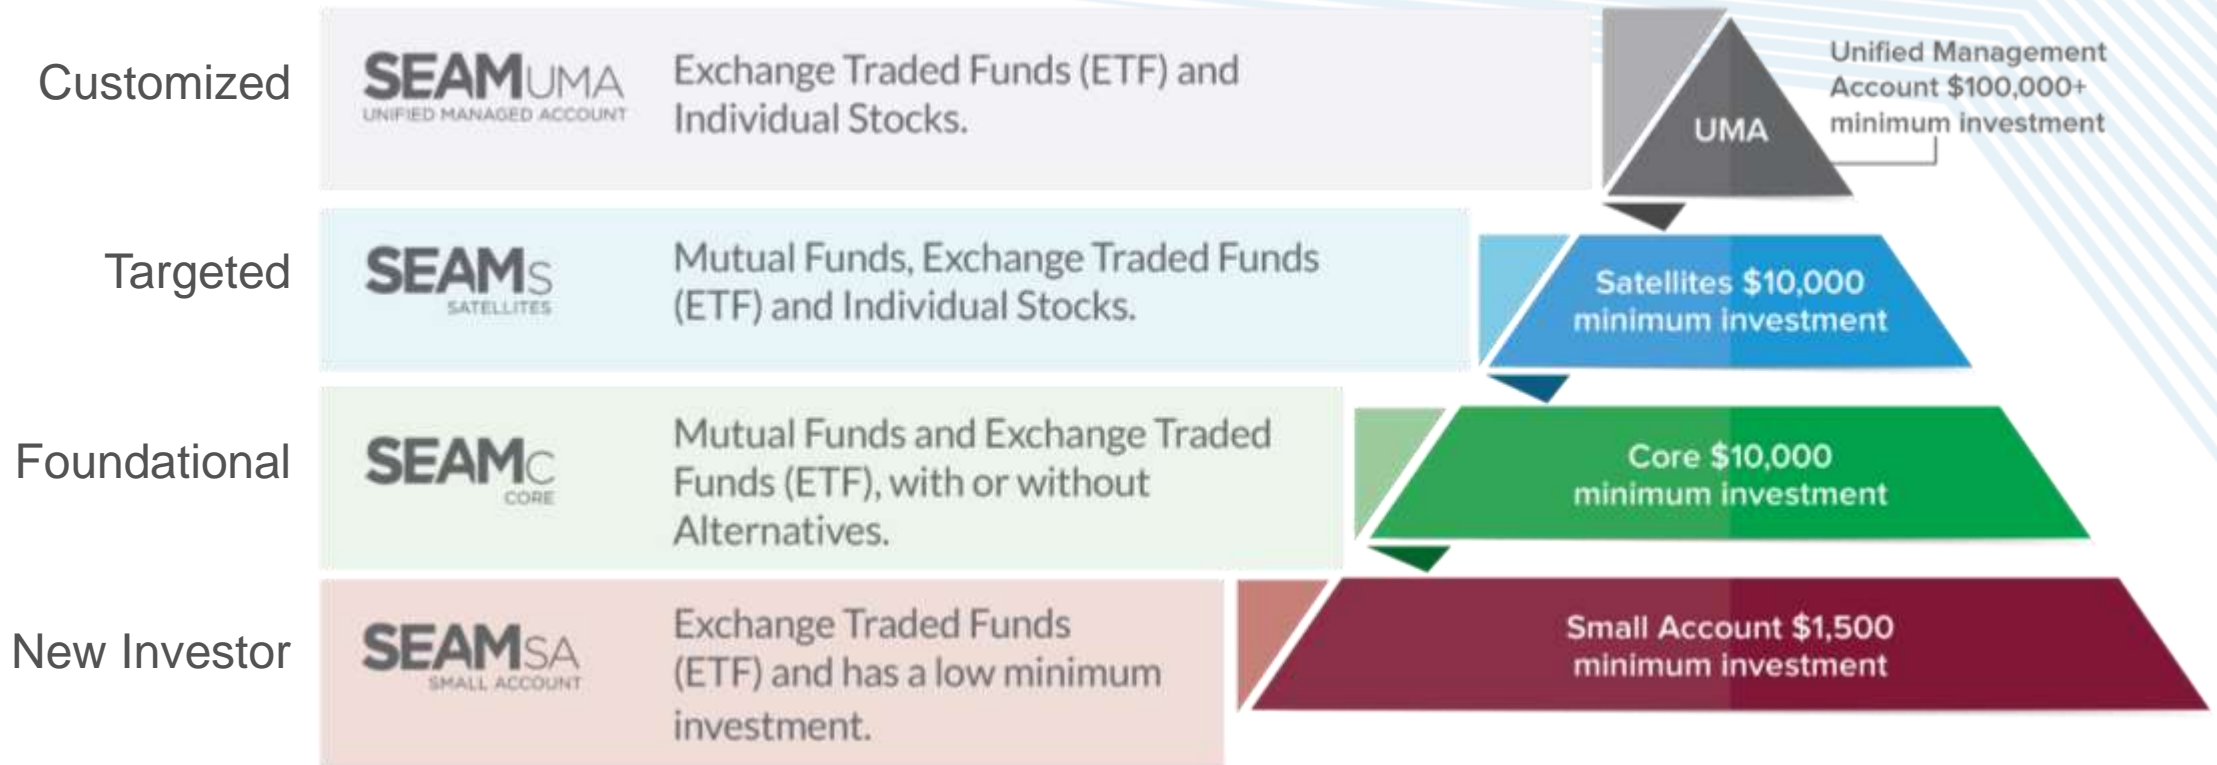 Customized
SEAMUMA
UNIFIED MANAGED ACCOUNT
Exchange Traded Funds (ETF) and
Individual Stocks.
UMA
Unified Management
Account $100,000+
minimum investment
Targeted
SEAMS
SATELLITES
Mutual Funds, Exchange Traded Funds
(ETF) and Individual Stocks.
Satellites $10,000
minimum investment
Foundational
SEAMC
CORE
Mutual Funds and Exchange Traded
Funds (ETF), with or without
Alternatives.
Core $10,000
minimum investment
New Investor
SEAMSA
SMALL ACCOUNT
Exchange Traded Funds
(ETF) and has a low minimum
investment.
Small Account $1,500
minimum investment